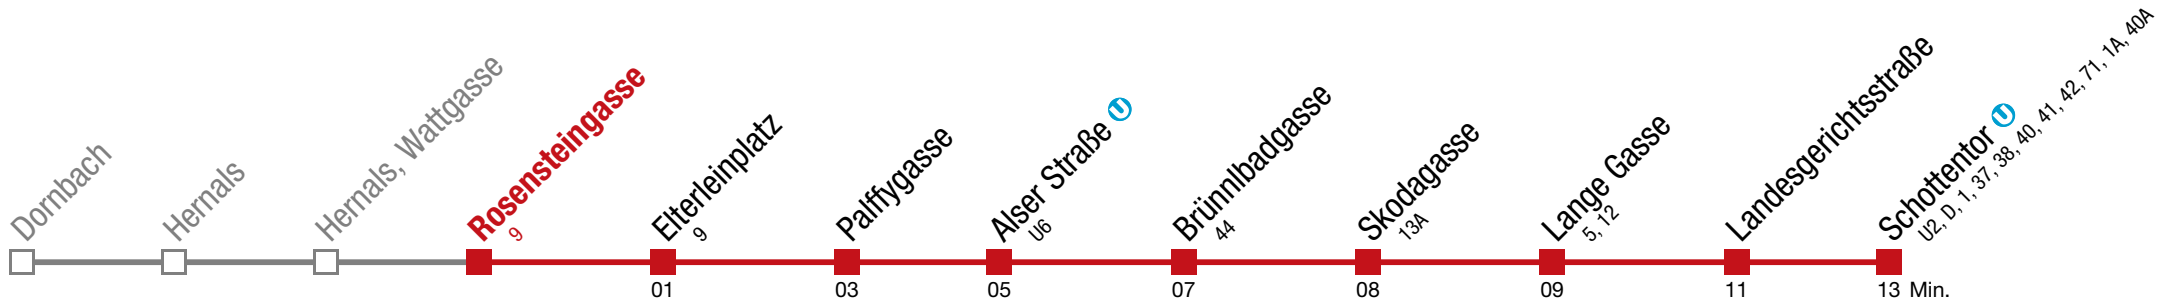 Dornbach
Hernals
Hernals, Wattgasse
Rosensteingasse
9
Elterleinplatz
9
Palffygasse
Alser Straße U
U6
Brünnlbadgasse
44
Skodagasse
13A
Lange Gasse
5, 12
Landesgerichtsstraße
Schottentor U
U2, D, 1, 37, 38, 40, 41, 42, 71, 1A, 40A
01 03 05 07 08 09 11 13 Min.